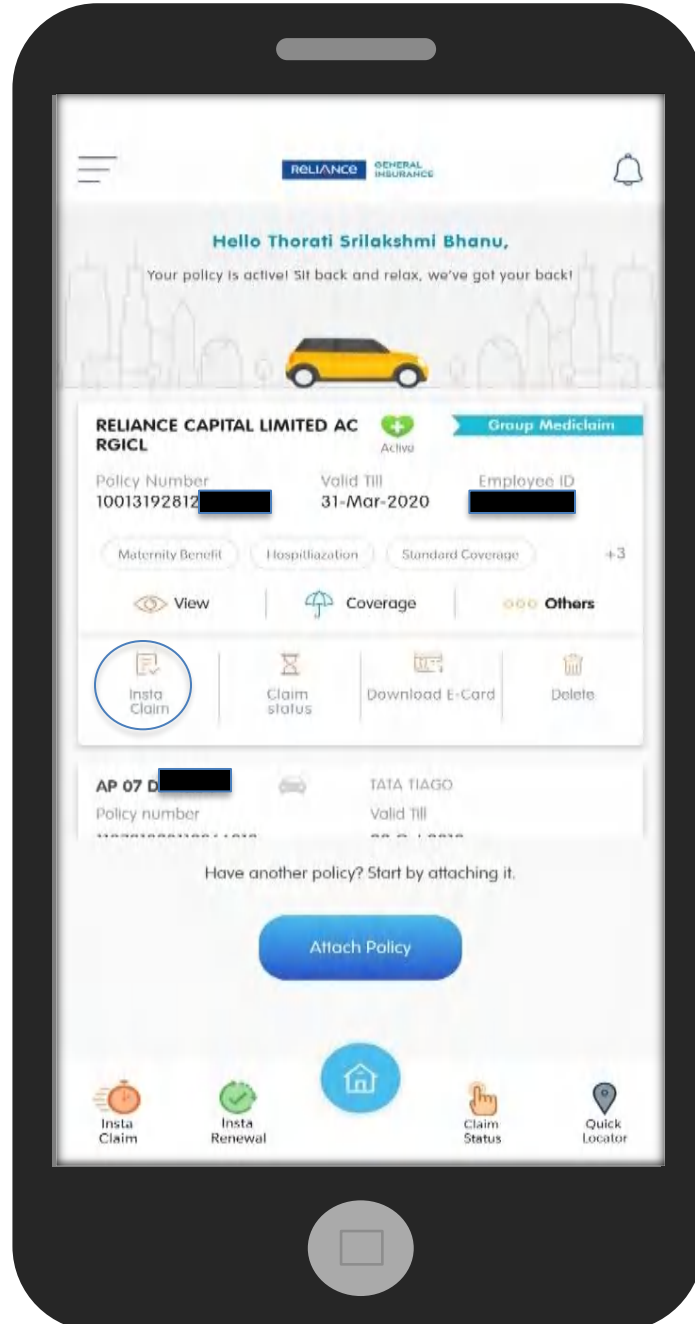 RELIANCE GENERAL INSURANCE
Hello Thorati Srilakshmi Bhanu,
Your policy is active! Sit back and relax, we've got your back!
RELIANCE CAPITAL LIMITED AC RGICL
Active
Group Mediclaim
Policy Number
10013192812
Valid Till
31-Mar-2020
Employee ID
Maternity Benefit
Hospitliazation
Standard Coverage
+3
View
Coverage
Others
Insta Claim
Claim status
Download E-Card
Delete
AP 07 D
TATA TIAGO
Policy number
Valid Till
Have another policy? Start by attaching it.
Attach Policy
Insta Claim
Insta Renewal
Claim Status
Quick Locator